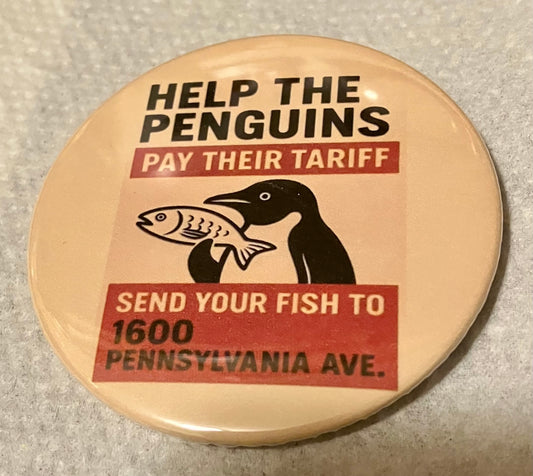 HELP THE
PENGUINS
PAY THEIR TARIFF
SEND YOUR FISH TO
1600
PENNSYLVANIA AVE.